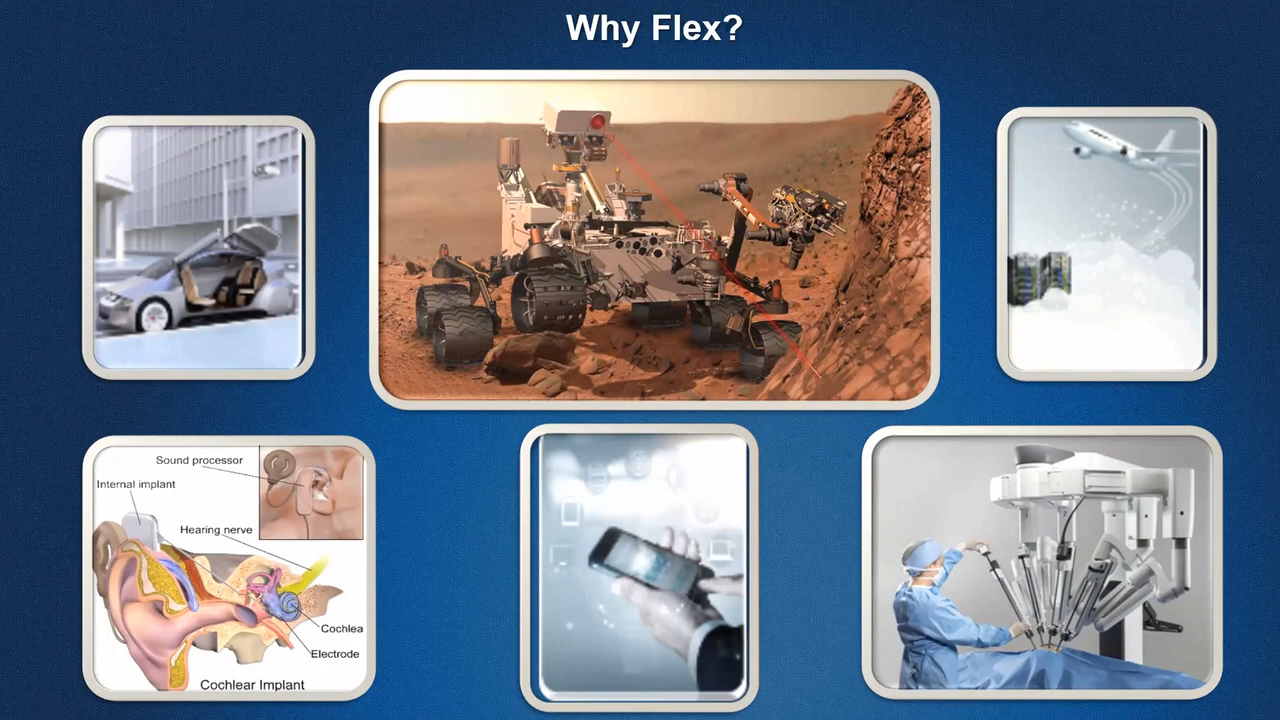 Why Flex?
Sound processor
Internal implant
Hearing nerve
Cochlea
Electrode
Cochlear Implant